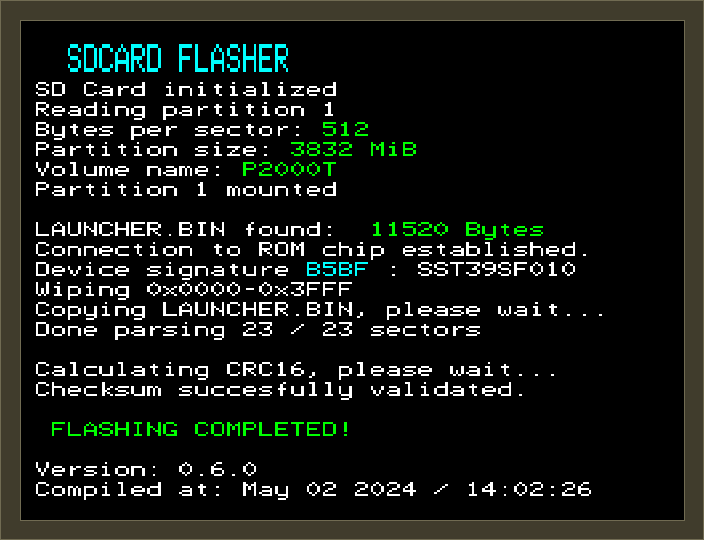 SDCARD FLASHER
SD Card initialized
Reading partition 1
Bytes per sector: 512
Partition size: 3832 MiB
Volume name: P2000T
Partition 1 mounted
LAUNCHER.BIN found:  11520 Bytes
Connection to ROM chip established.
Device signature B5BF : SST39SF010
Wiping 0x0000-0x3FFF
Copying LAUNCHER.BIN, please wait...
Done parsing 23 / 23 sectors
Calculating CRC16, please wait...
Checksum succesfully validated.
FLASHING COMPLETED!
Version: 0.6.0
Compiled at: May 02 2024 / 14:02:26